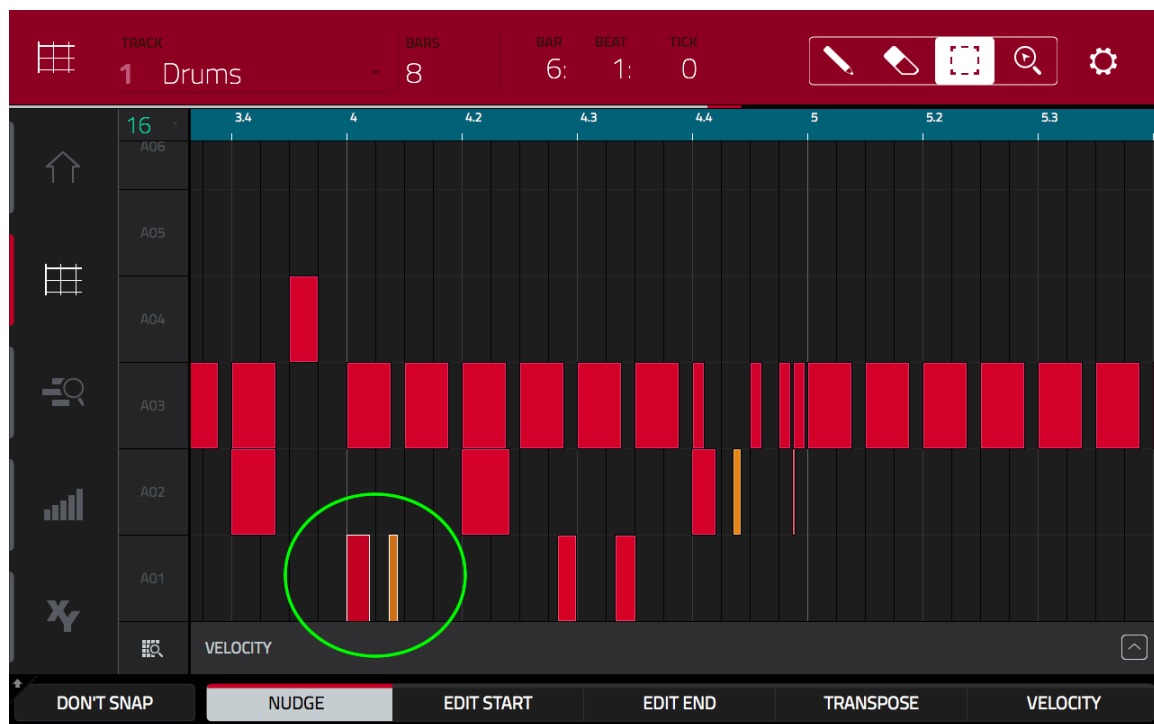 TRACK BARS BAR BEAT TICK
1 Drums 8 6: 1: 0
16 3.4 4 4.2 4.3 4.4 5 5.2 5.3
A06
A05
A04
A03
A02
A01
XY
VELOCITY
DON'T SNAP NUDGE EDIT START EDIT END TRANSPOSE VELOCITY